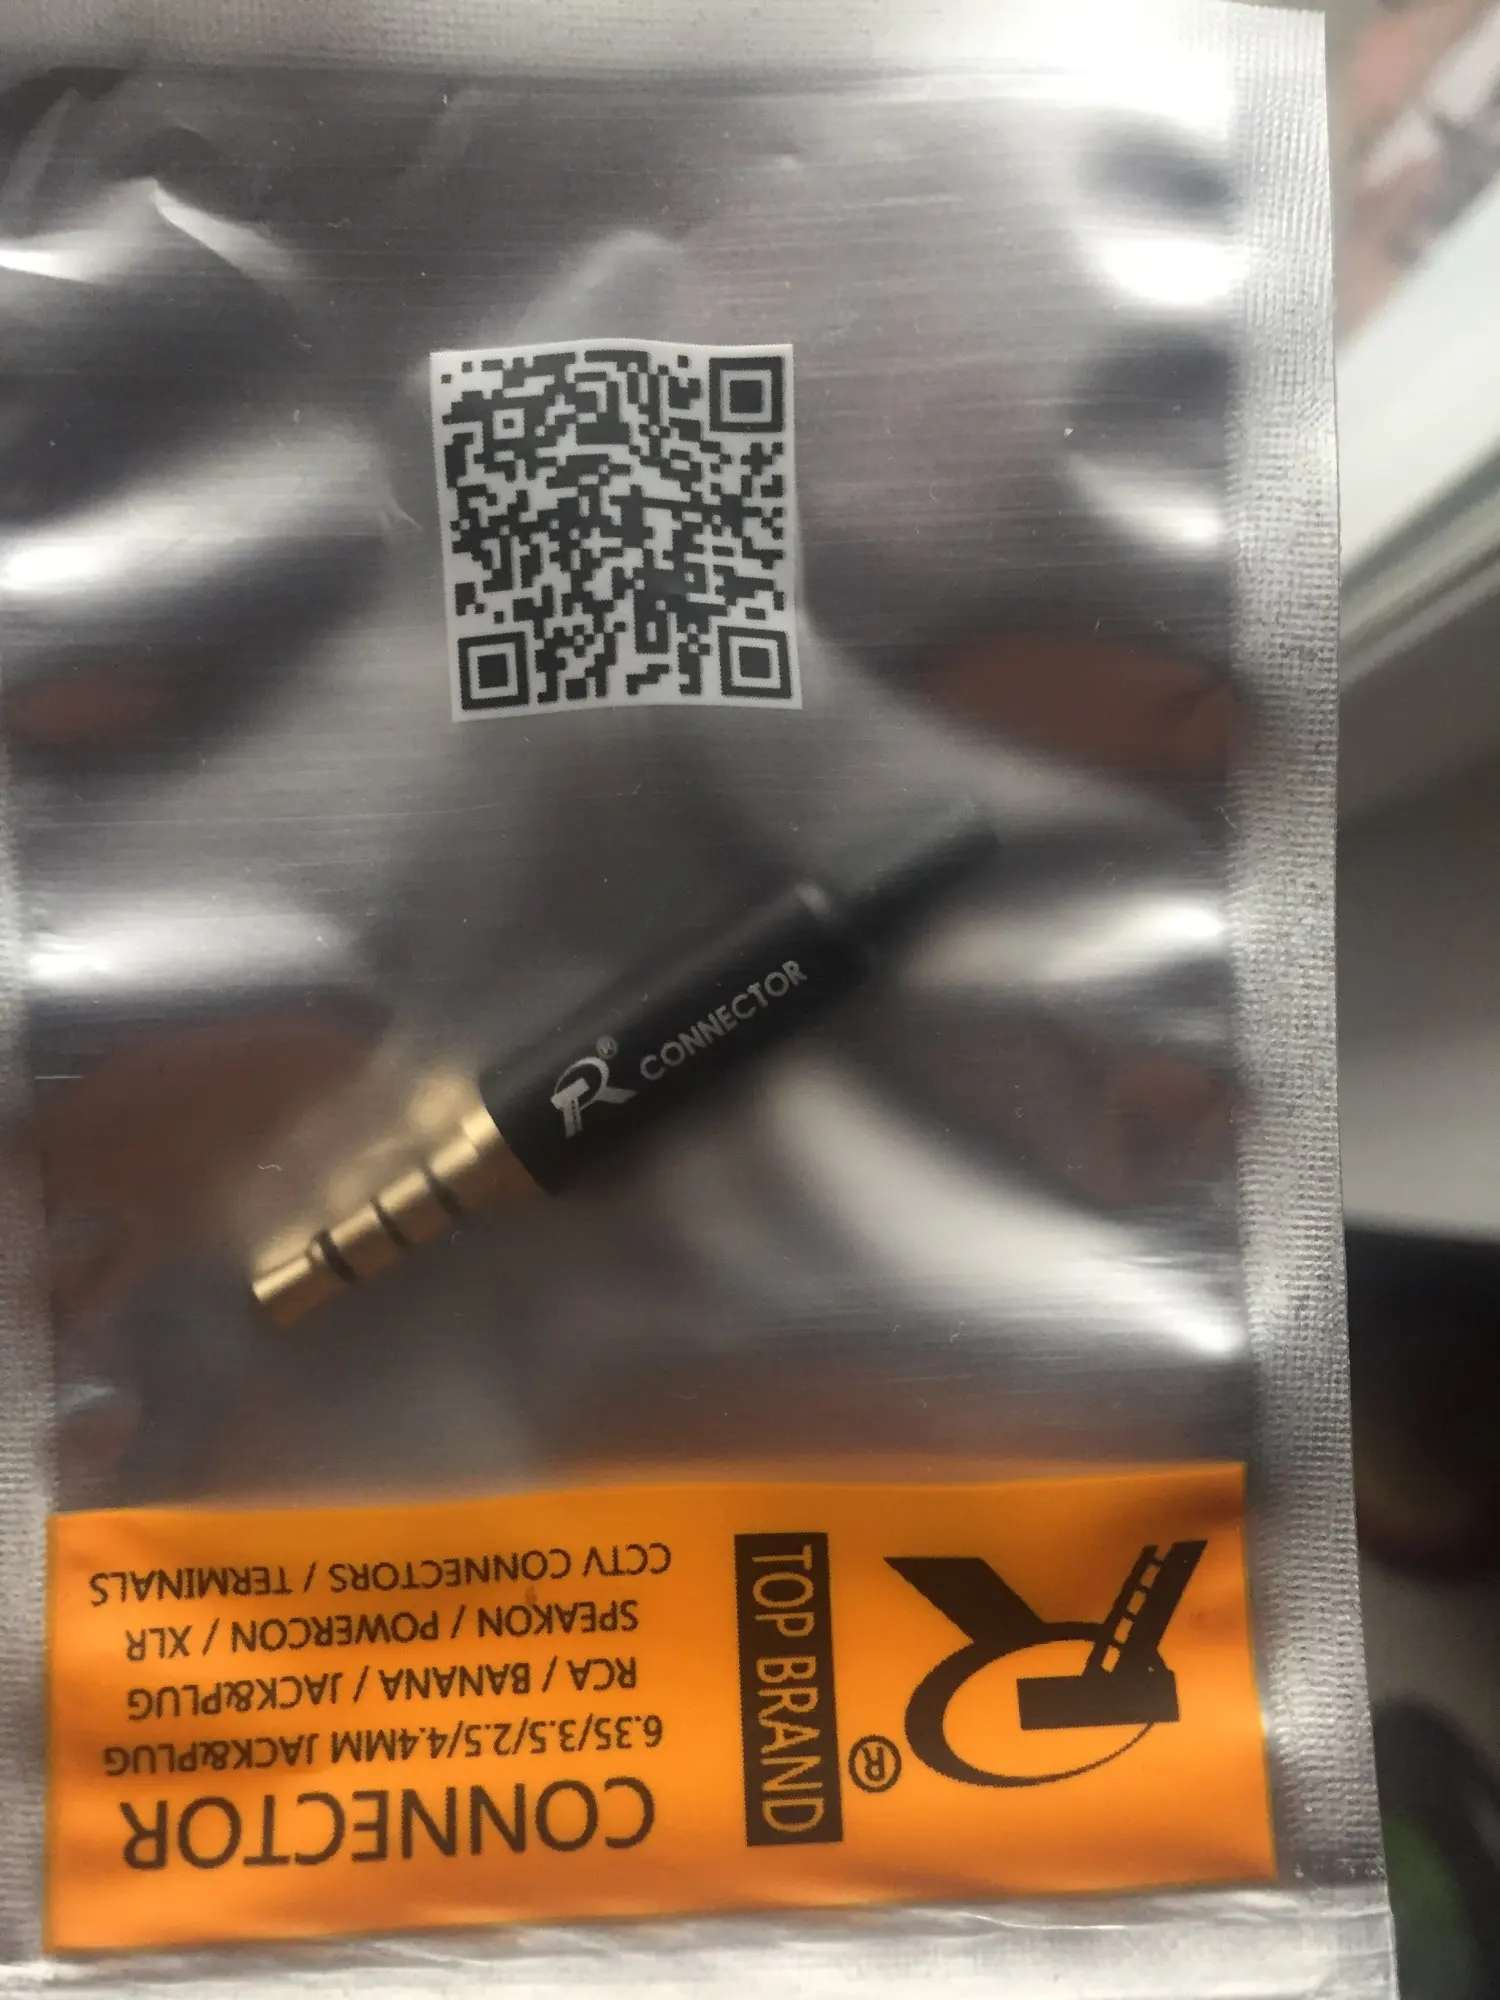 R® CONNECTOR
R®
TOP BRAND
CONNECTOR
6.35/3.5/2.5/4.4MM JACK&PLUG
RCA / BANANA / JACK&PLUG
SPEAKON / POWERCON / XLR
CCTV CONNECTORS / TERMINALS